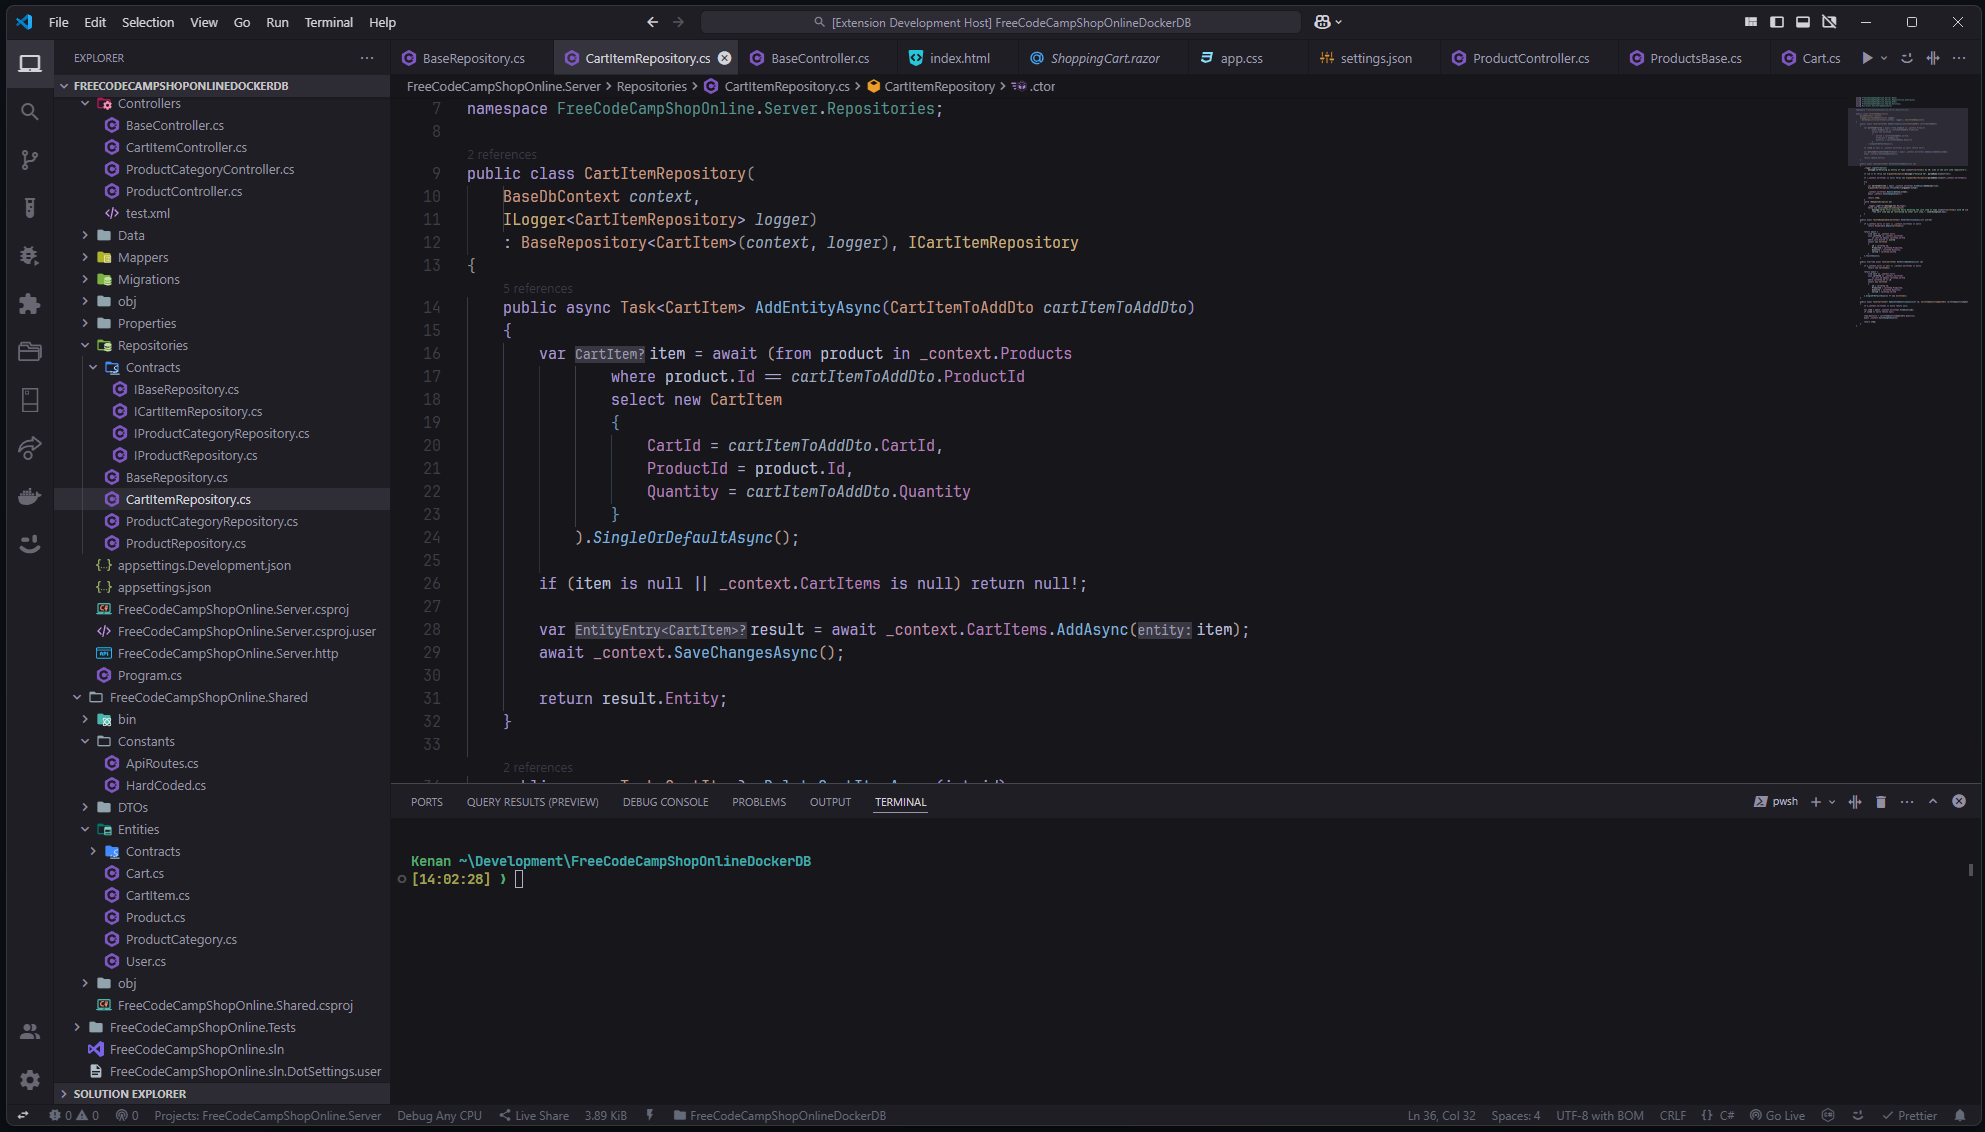 File Edit Selection View Go Run Terminal Help
[Extension Development Host] FreeCodeCampShopOnlineDockerDB
EXPLORER
FREECODECAMPSHOPONLINEDOCKERDB
Controllers
BaseController.cs
CartItemController.cs
ProductCategoryController.cs
ProductController.cs
test.xml
Data
Mappers
Migrations
obj
Properties
Repositories
Contracts
IBaseRepository.cs
ICartItemRepository.cs
IProductCategoryRepository.cs
IProductRepository.cs
BaseRepository.cs
CartItemRepository.cs
ProductCategoryRepository.cs
ProductRepository.cs
appsettings.Development.json
appsettings.json
FreeCodeCampShopOnline.Server.csproj
FreeCodeCampShopOnline.Server.csproj.user
FreeCodeCampShopOnline.Server.http
Program.cs
FreeCodeCampShopOnline.Shared
bin
Constants
ApiRoutes.cs
HardCoded.cs
DTOs
Entities
Contracts
Cart.cs
CartItem.cs
Product.cs
ProductCategory.cs
User.cs
obj
FreeCodeCampShopOnline.Shared.csproj
FreeCodeCampShopOnline.Tests
FreeCodeCampShopOnline.sln
FreeCodeCampShopOnline.sln.DotSettings.user
SOLUTION EXPLORER
BaseRepository.cs CartItemRepository.cs BaseController.cs index.html ShoppingCart.razor app.css settings.json ProductController.cs ProductsBase.cs Cart.cs
FreeCodeCampShopOnline.Server > Repositories > CartItemRepository.cs > CartItemRepository > .ctor
7 namespace FreeCodeCampShopOnline.Server.Repositories;
8
2 references
9 public class CartItemRepository(
10 BaseDbContext context,
11 ILogger<CartItemRepository> logger)
12 : BaseRepository<CartItem>(context, logger), ICartItemRepository
13 {
5 references
14 public async Task<CartItem> AddEntityAsync(CartItemToAddDto cartItemToAddDto)
15 {
16 var CartItem? item = await (from product in _context.Products
17 where product.Id == cartItemToAddDto.ProductId
18 select new CartItem
19 {
20 CartId = cartItemToAddDto.CartId,
21 ProductId = product.Id,
22 Quantity = cartItemToAddDto.Quantity
23 }
24 ).SingleOrDefaultAsync();
25
26 if (item is null || _context.CartItems is null) return null!;
27
28 var EntityEntry<CartItem>? result = await _context.CartItems.AddAsync(entity: item);
29 await _context.SaveChangesAsync();
30
31 return result.Entity;
32 }
33
2 references
PORTS QUERY RESULTS (PREVIEW) DEBUG CONSOLE PROBLEMS OUTPUT TERMINAL
pwsh
Kenan ~\Development\FreeCodeCampShopOnlineDockerDB
[14:02:28] ❯
0 0 0 Projects: FreeCodeCampShopOnline.Server Debug Any CPU Live Share 3.89 KiB FreeCodeCampShopOnlineDockerDB Ln 36, Col 32 Spaces: 4 UTF-8 with BOM CRLF {} C# Go Live Prettier